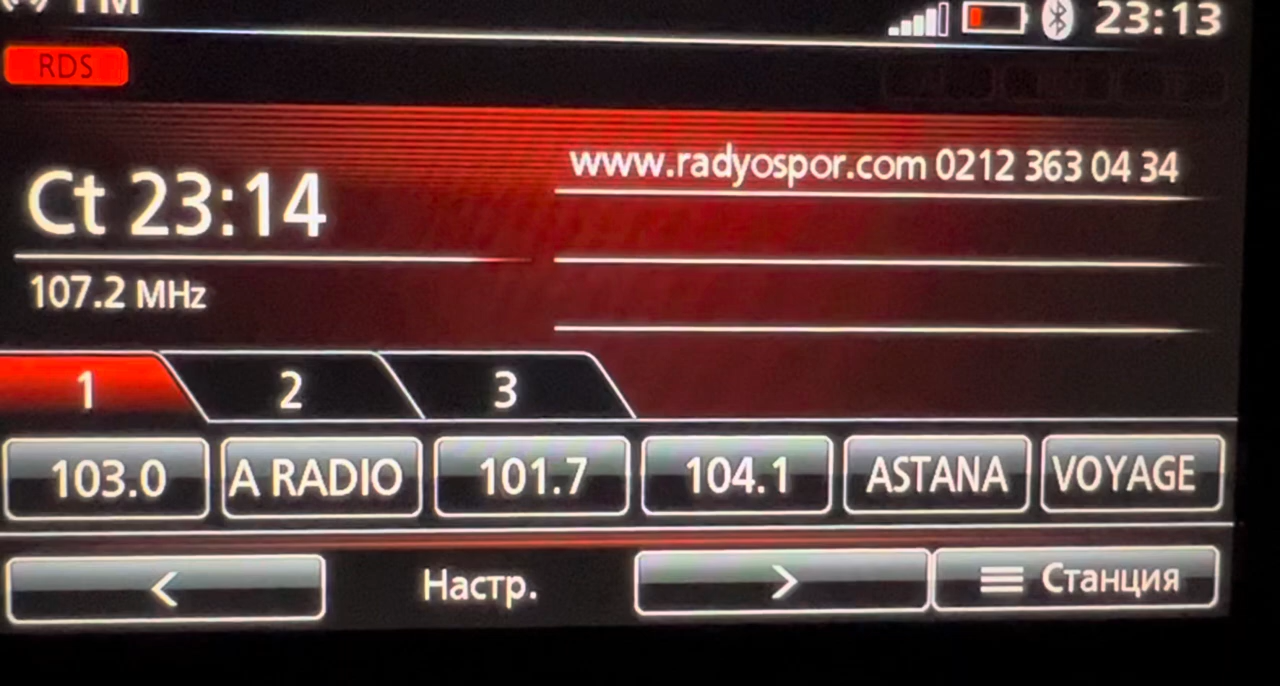 FM 23:13
RDS
www.radyospor.com 0212 363 04 34
Ct 23:14
107.2 MHz
1 2 3
103.0 A RADIO 101.7 104.1 ASTANA VOYAGE
< Настр. > Станция